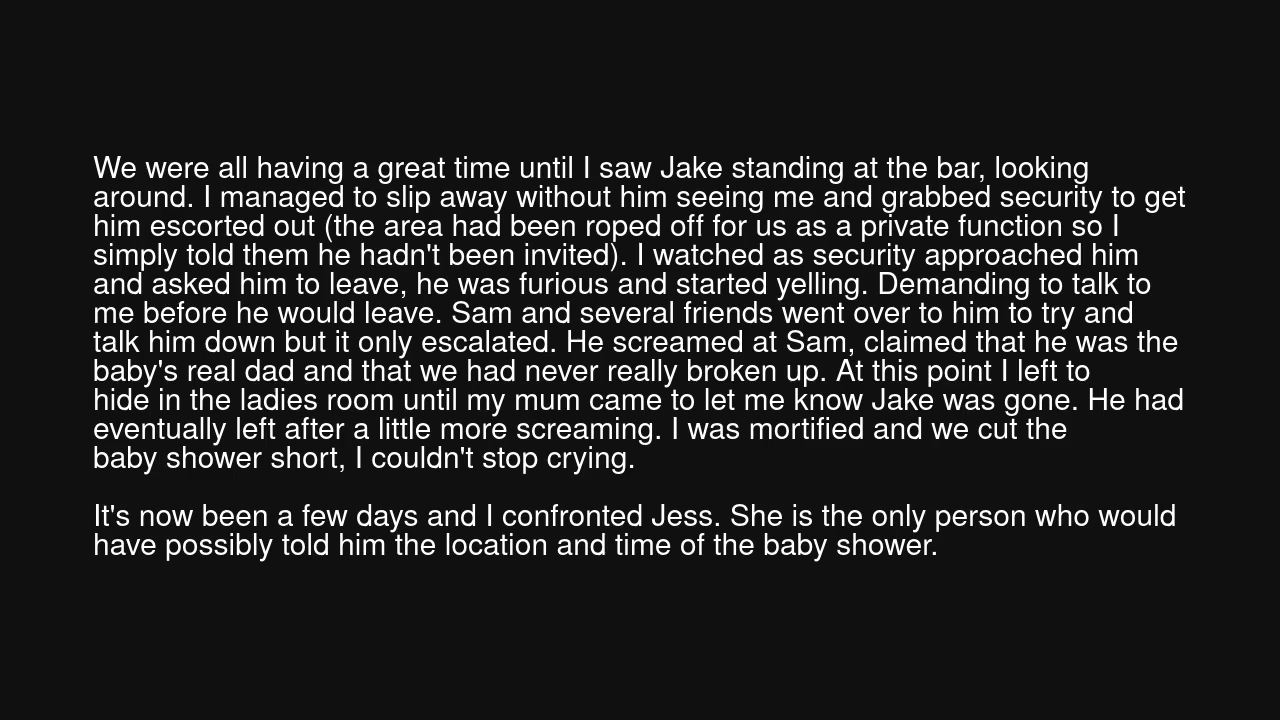 We were all having a great time until I saw Jake standing at the bar, looking
around. I managed to slip away without him seeing me and grabbed security to get
him escorted out (the area had been roped off for us as a private function so I
simply told them he hadn't been invited). I watched as security approached him
and asked him to leave, he was furious and started yelling. Demanding to talk to
me before he would leave. Sam and several friends went over to him to try and
talk him down but it only escalated. He screamed at Sam, claimed that he was the
baby's real dad and that we had never really broken up. At this point I left to
hide in the ladies room until my mum came to let me know Jake was gone. He had
eventually left after a little more screaming. I was mortified and we cut the
baby shower short, I couldn't stop crying.
It's now been a few days and I confronted Jess. She is the only person who would
have possibly told him the location and time of the baby shower.